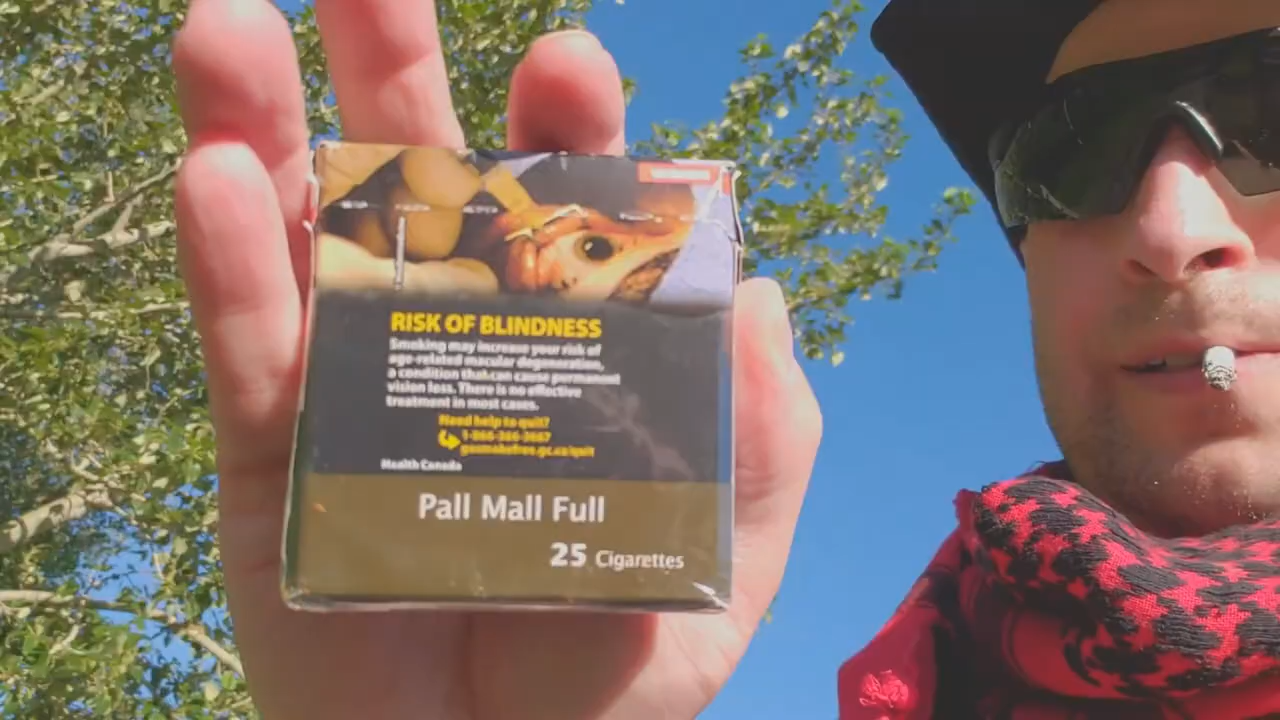 RISK OF BLINDNESS
Smoking may increase your risk of
age-related macular degeneration,
a condition that can cause permanent
vision loss. There is no effective
treatment in most cases.
Need help to quit?
1-866-366-3667
gosmokefree.gc.ca/quit
Health Canada
Pall Mall Full
25 Cigarettes